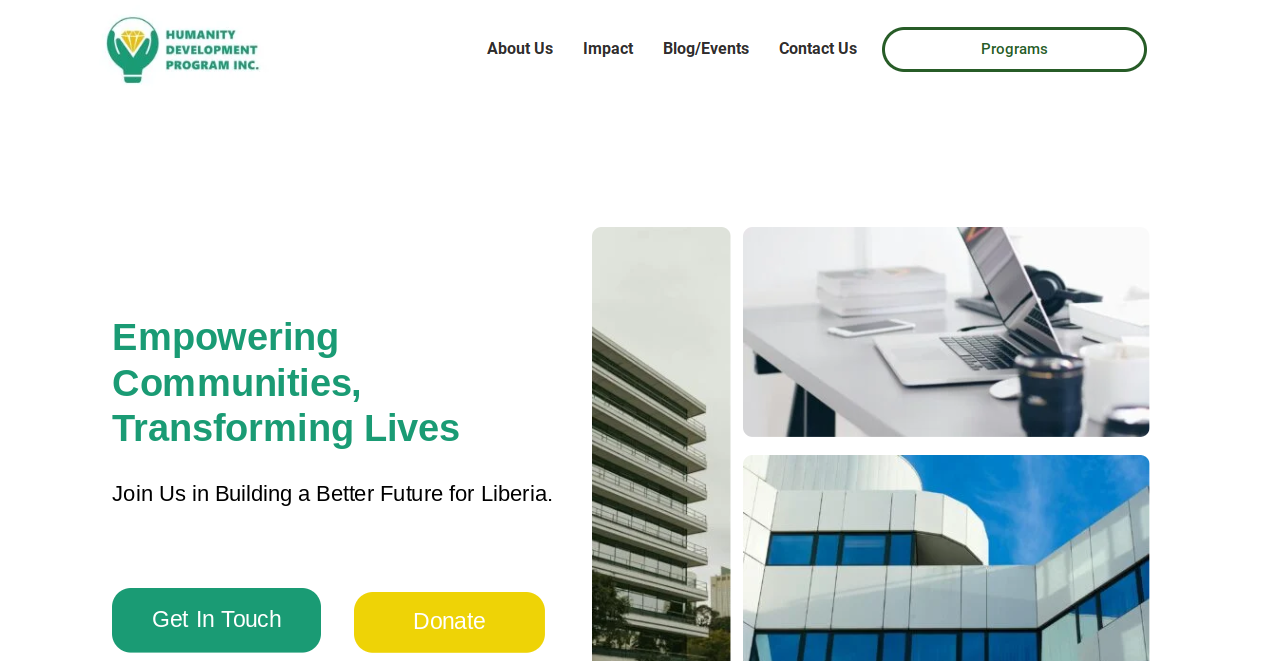 HUMANITY
DEVELOPMENT
PROGRAM INC.
About Us
Impact
Blog/Events
Contact Us
Programs
Empowering
Communities,
Transforming Lives
Join Us in Building a Better Future for Liberia.
Get In Touch
Donate